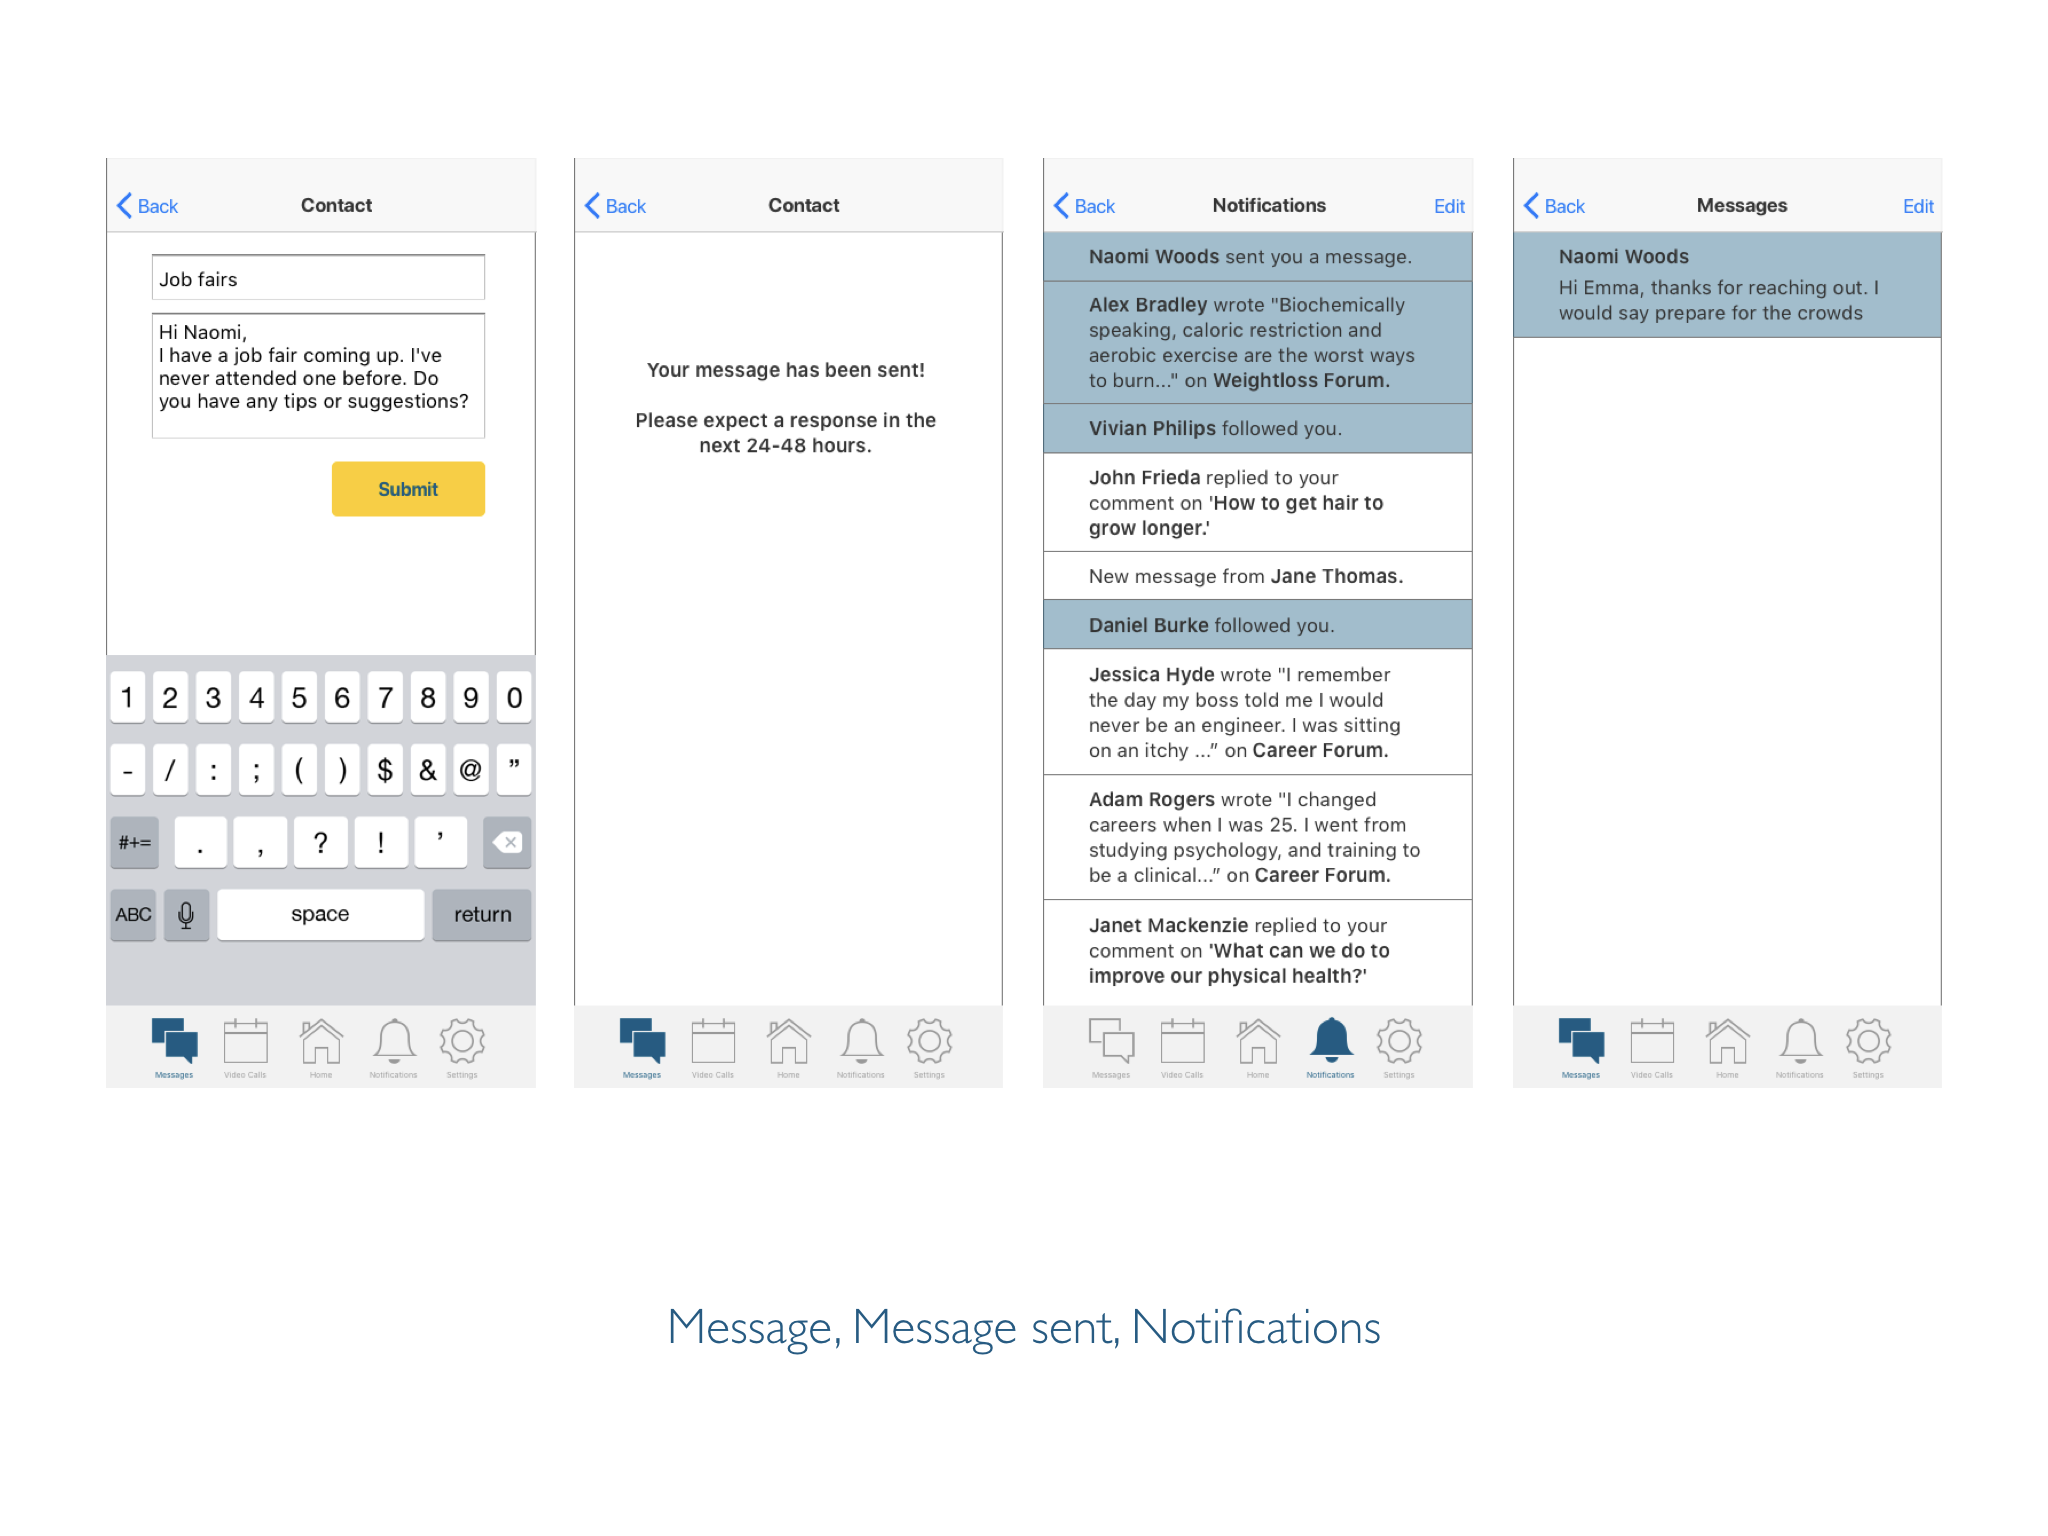 Back
Contact
Job fairs
Hi Naomi,
I have a job fair coming up. I've
never attended one before. Do
you have any tips or suggestions?
Submit
1 2 3 4 5 6 7 8 9 0
- / : ; ( ) $ & @ ”
#+= . , ? ! ’
ABC space return
Messages Video Calls Home Notifications Settings
Back
Contact
Your message has been sent!
Please expect a response in the
next 24-48 hours.
Messages Video Calls Home Notifications Settings
Back
Notifications
Edit
Naomi Woods sent you a message.
Alex Bradley wrote "Biochemically
speaking, caloric restriction and
aerobic exercise are the worst ways
to burn..." on Weightloss Forum.
Vivian Philips followed you.
John Frieda replied to your
comment on 'How to get hair to
grow longer.'
New message from Jane Thomas.
Daniel Burke followed you.
Jessica Hyde wrote "I remember
the day my boss told me I would
never be an engineer. I was sitting
on an itchy ...” on Career Forum.
Adam Rogers wrote "I changed
careers when I was 25. I went from
studying psychology, and training to
be a clinical...” on Career Forum.
Janet Mackenzie replied to your
comment on 'What can we do to
improve our physical health?'
Messages Video Calls Home Notifications Settings
Back
Messages
Edit
Naomi Woods
Hi Emma, thanks for reaching out. I
would say prepare for the crowds
Messages Video Calls Home Notifications Settings
Message, Message sent, Notifications